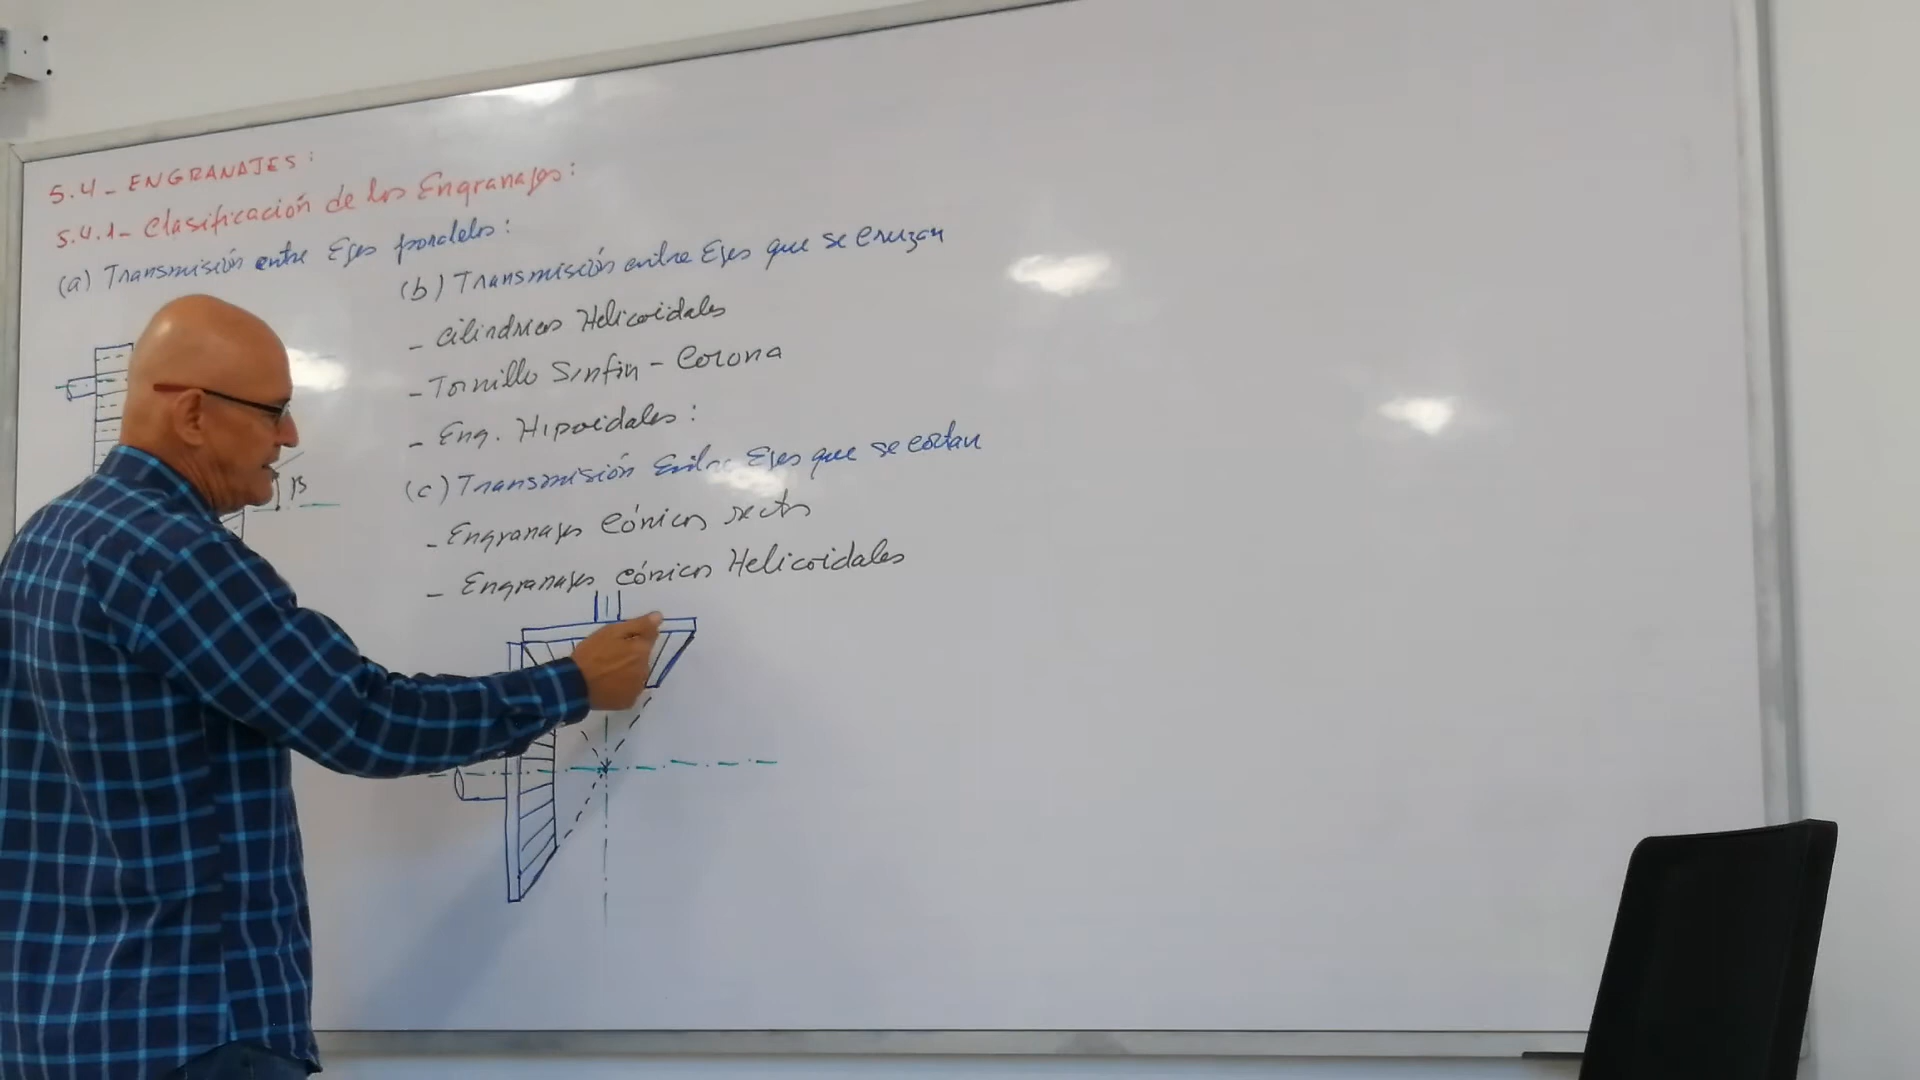 5.4 - ENGRANAJES:
5.4.1 - Clasificación de los Engranajes:
(a) Transmisión entre Ejes paralelos:
(b) Transmisión entre Ejes que se cruzan
- Cilindricos Helicoidales
- Tornillo Sinfin - Corona
- Eng. Hipoidales:
(c) Transmisión Entre Ejes que se cortan
- Engranajes Cónicos rectos
- Engranajes Cónicos Helicoidales
β